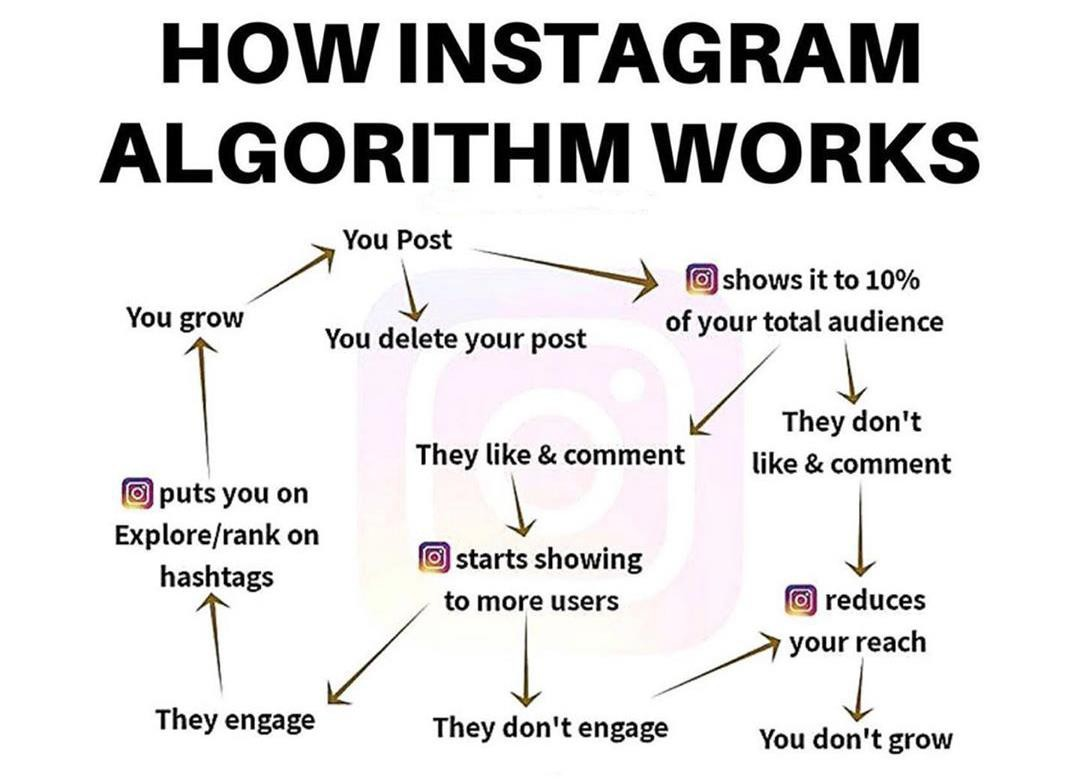 HOW INSTAGRAM
ALGORITHM WORKS
You Post
shows it to 10%
of your total audience
You grow
You delete your post
They don't
like & comment
They like & comment
puts you on
Explore/rank on
hashtags
starts showing
to more users
reduces
your reach
They engage
They don't engage
You don't grow